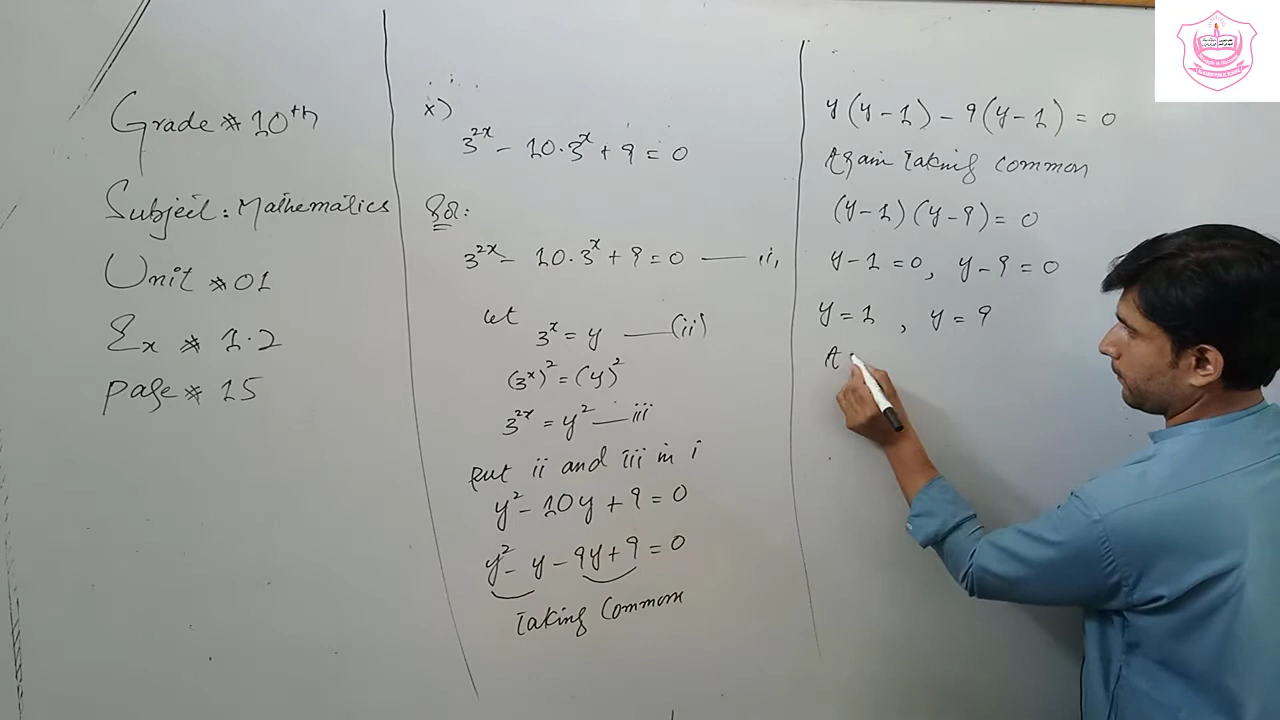 Grade # 10th
Subject: Mathematics
Unit # 01
Ex # 1.2
Page # 15
x)
3^{2x} - 10·3^x + 9 = 0
Sol:
3^{2x} - 10·3^x + 9 = 0 — i,
let
3^x = y — (ii)
(3^x)^2 = (y)^2
3^{2x} = y^2 — iii
put ii and iii in i
y^2 - 10y + 9 = 0
y^2 - y - 9y + 9 = 0
Taking Common
y(y-1) - 9(y-1) = 0
Again taking common
(y-1)(y-9) = 0
y-1=0, y-9=0
y=1, y=9
A